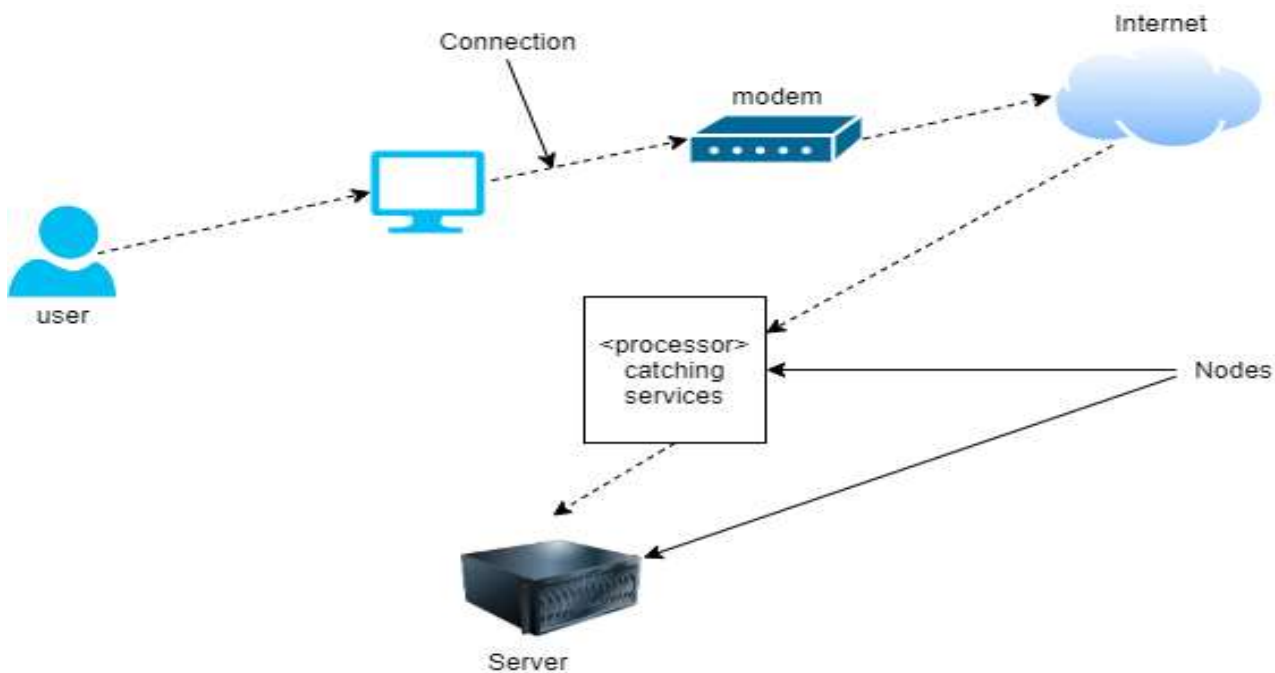 Internet
Connection
modem
user
<processor>
catching
services
Nodes
Server